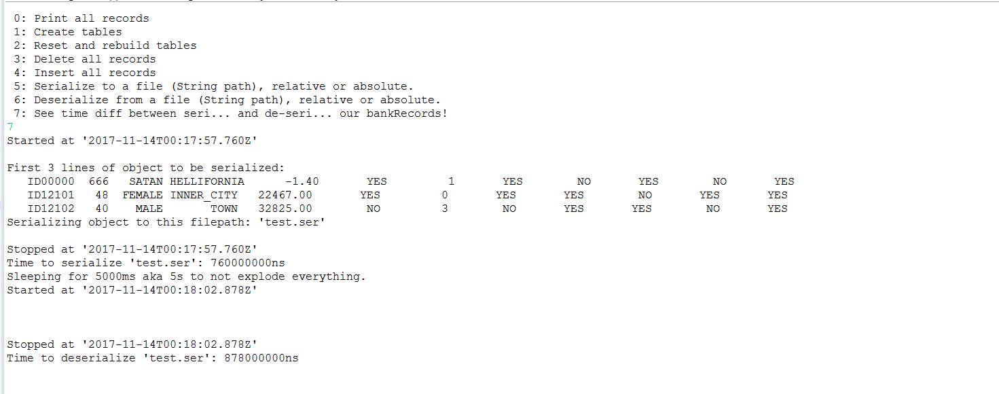 0: Print all records
1: Create tables
2: Reset and rebuild tables
3: Delete all records
4: Insert all records
5: Serialize to a file (String path), relative or absolute.
6: Deserialize from a file (String path), relative or absolute.
7: See time diff between seri... and de-seri... our bankRecords!
7
Started at '2017-11-14T00:17:57.760Z'
First 3 lines of object to be serialized:
ID00000 666 SATAN HELLIFORNIA -1.40 YES 1 YES NO YES NO YES
ID12101 48 FEMALE INNER_CITY 22467.00 YES 0 YES YES NO YES YES
ID12102 40 MALE TOWN 32825.00 NO 3 NO YES YES NO YES
Serializing object to this filepath: 'test.ser'
Stopped at '2017-11-14T00:17:57.760Z'
Time to serialize 'test.ser': 760000000ns
Sleeping for 5000ms aka 5s to not explode everything.
Started at '2017-11-14T00:18:02.878Z'
Stopped at '2017-11-14T00:18:02.878Z'
Time to deserialize 'test.ser': 878000000ns